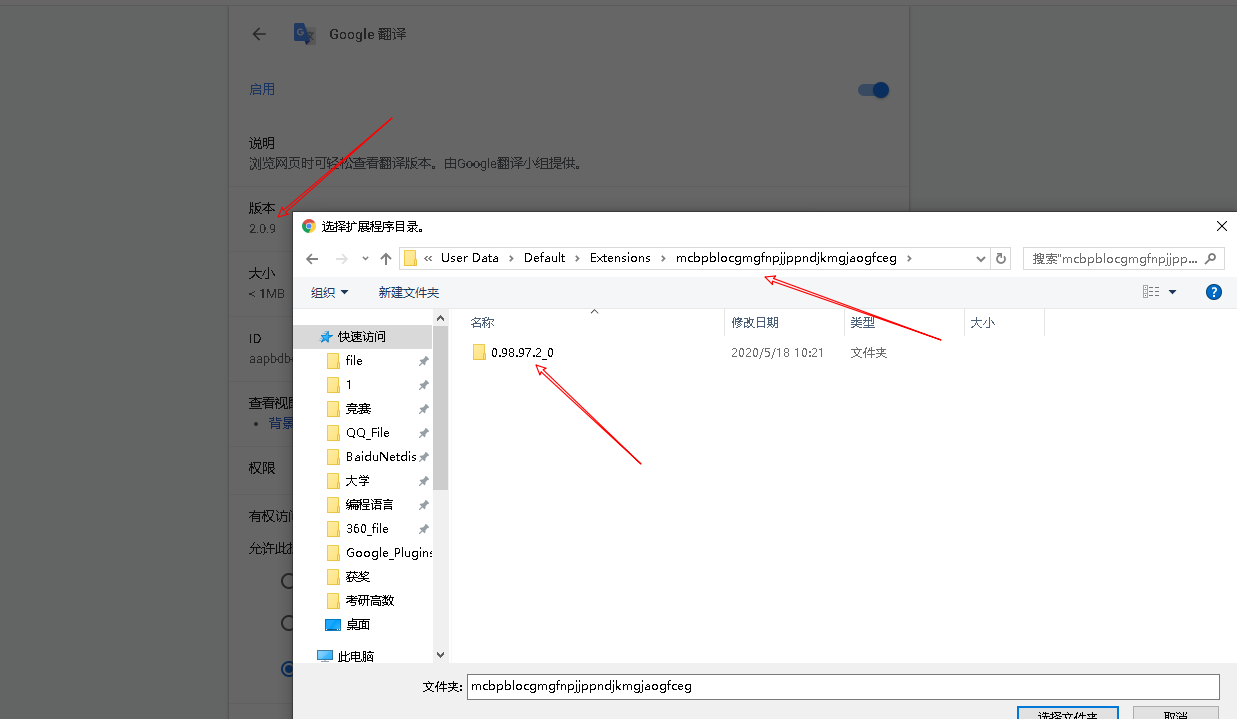 Google 翻译
启用
说明
浏览网页时可轻松查看翻译版本。由Google翻译小组提供。
版本
2.0.9
大小
< 1MB
ID
aapbdb
查看视图
背景
权限
有权访问
允许此扩
选择扩展程序目录。
« User Data › Default › Extensions › mcbpblocgmgfnpjjppndjkmgjaogfceg ›
搜索"mcbpblocgmgfnpjjpp...
组织 新建文件夹
名称 修改日期 类型 大小
0.98.97.2_0 2020/5/18 10:21 文件夹
快速访问
file
1
竞赛
QQ_File
BaiduNetdis
大学
编程语言
360_file
Google_Plugins
获奖
考研高数
桌面
此电脑
文件夹: mcbpblocgmgfnpjjppndjkmgjaogfceg
选择文件夹 取消